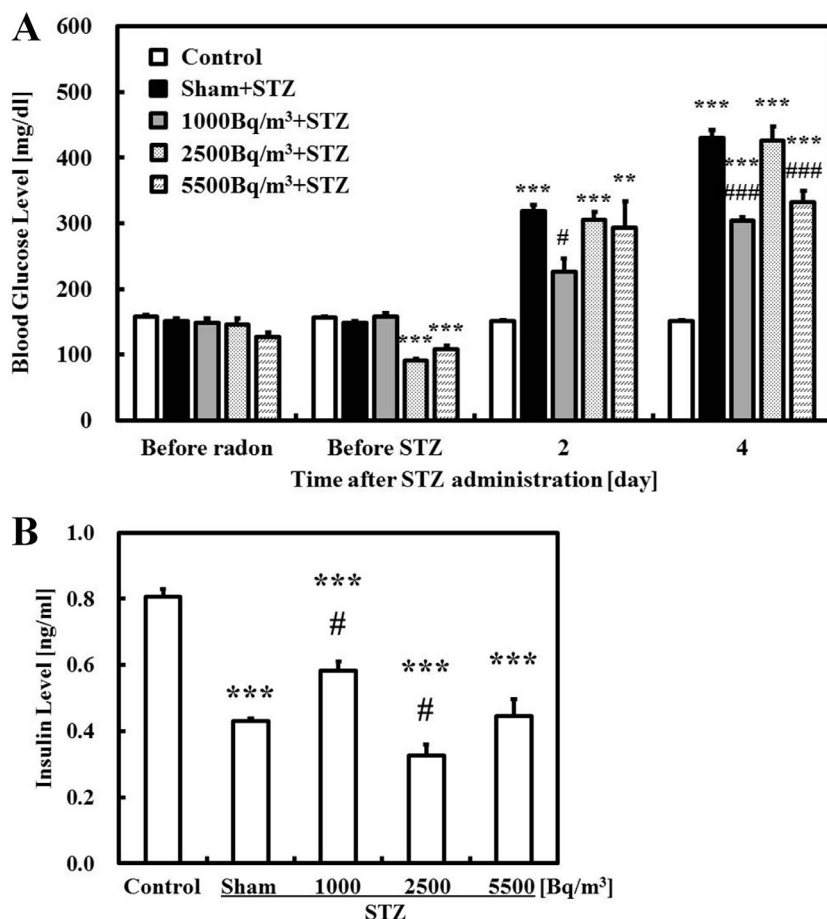 A
600
500
400
300
200
100
0
Blood Glucose Level [mg/dl]
Control
Sham+STZ
1000Bq/m³+STZ
2500Bq/m³+STZ
5500Bq/m³+STZ
*** ***
***
#
***
**
***
***
###
***
***
###
Before radon Before STZ 2 4
Time after STZ administration [day]
B
1.0
0.8
0.6
0.4
0.2
0.0
Insulin Level [ng/ml]
***
***
#
***
#
***
Control Sham 1000 2500 5500 [Bq/m³]
STZ